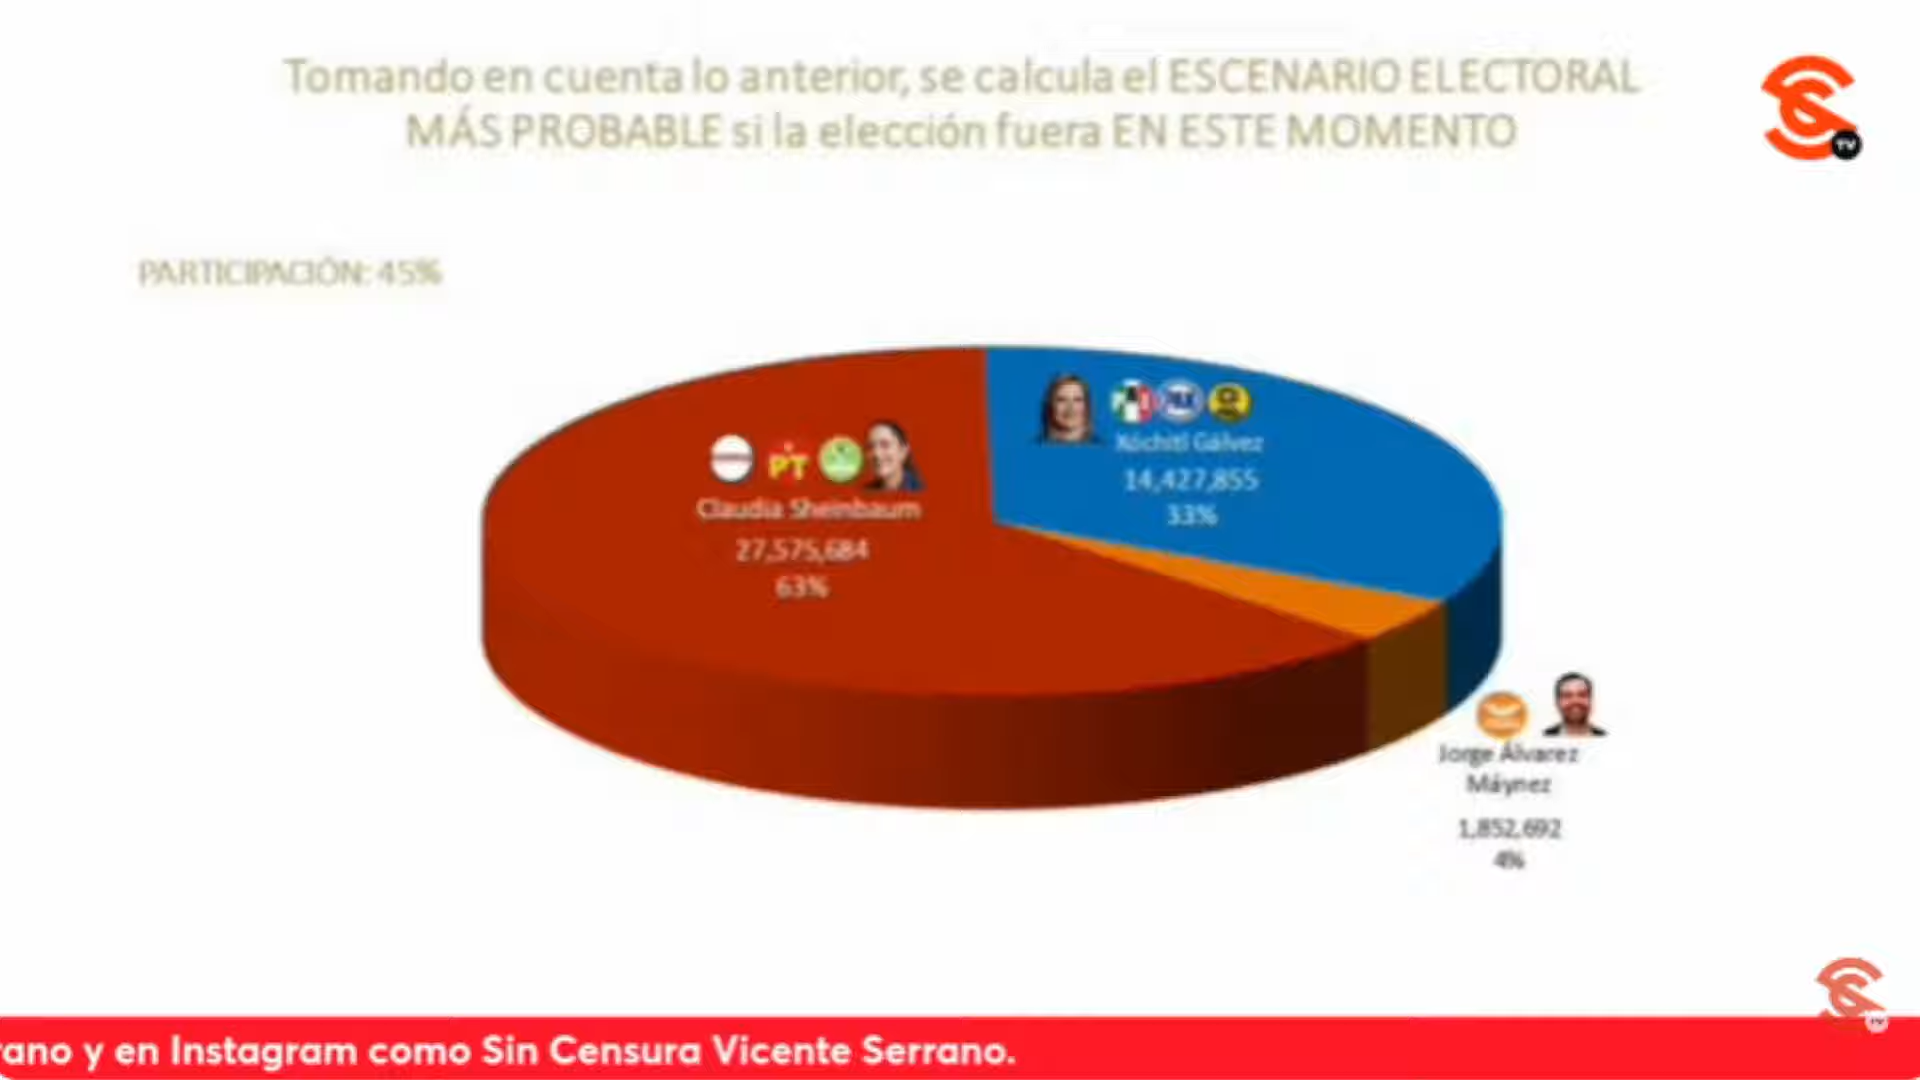 Tomando en cuenta lo anterior, se calcula el ESCENARIO ELECTORAL
MÁS PROBABLE si la elección fuera EN ESTE MOMENTO
TV
PARTICIPACIÓN: 45%
Xóchitl Gálvez
14,427,855
33%
PT
Claudia Sheinbaum
27,575,684
63%
Jorge Álvarez
Máynez
1,852,692
4%
TV
rano y en Instagram como Sin Censura Vicente Serrano.